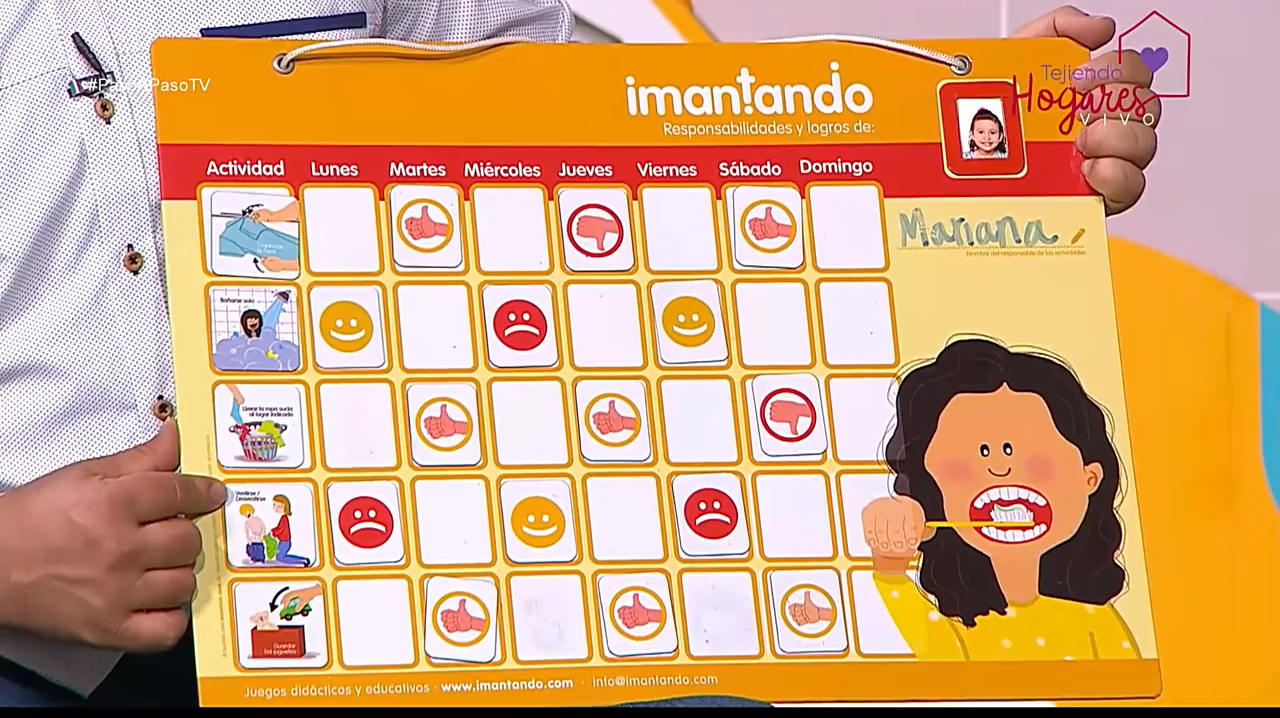 Tejiendo
Hogares
VIVO
imantando
Responsabilidades y logros de:
Actividad Lunes Martes Miércoles Jueves Viernes Sábado Domingo
Mariana
Nombre del responsable de las actividades
Bañarse solo
Llevar la ropa sucia
al lugar indicado
Vestirse /
Desvestirse
Guardar
los juguetes
Juegos didácticos y educativos · www.imantando.com · info@imantando.com